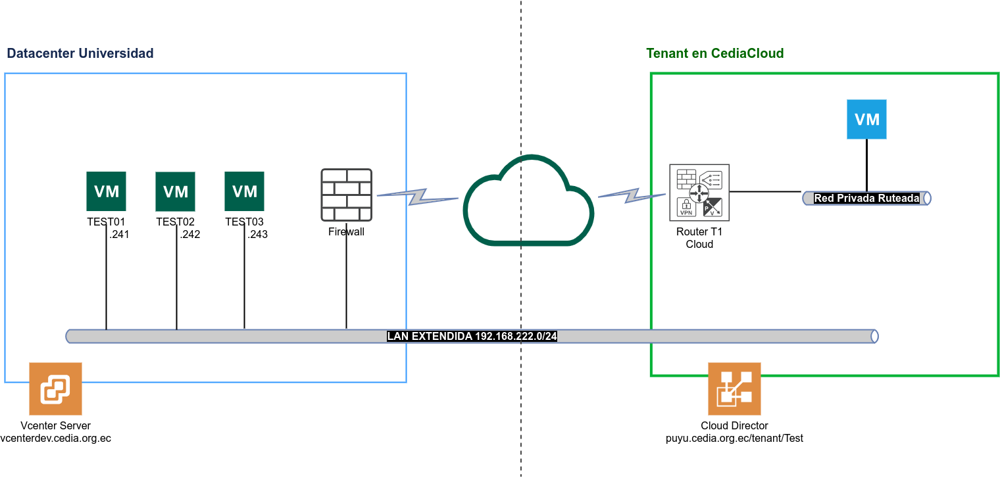 Datacenter Universidad
Tenant en CediaCloud
VM
VM
VM
VM
TEST01
.241
TEST02
.242
TEST03
.243
Firewall
VPN
P
V
Router T1
Cloud
Red Privada Ruteada
LAN EXTENDIDA 192.168.222.0/24
Vcenter Server
vcenterdev.cedia.org.ec
Cloud Director
puyu.cedia.org.ec/tenant/Test